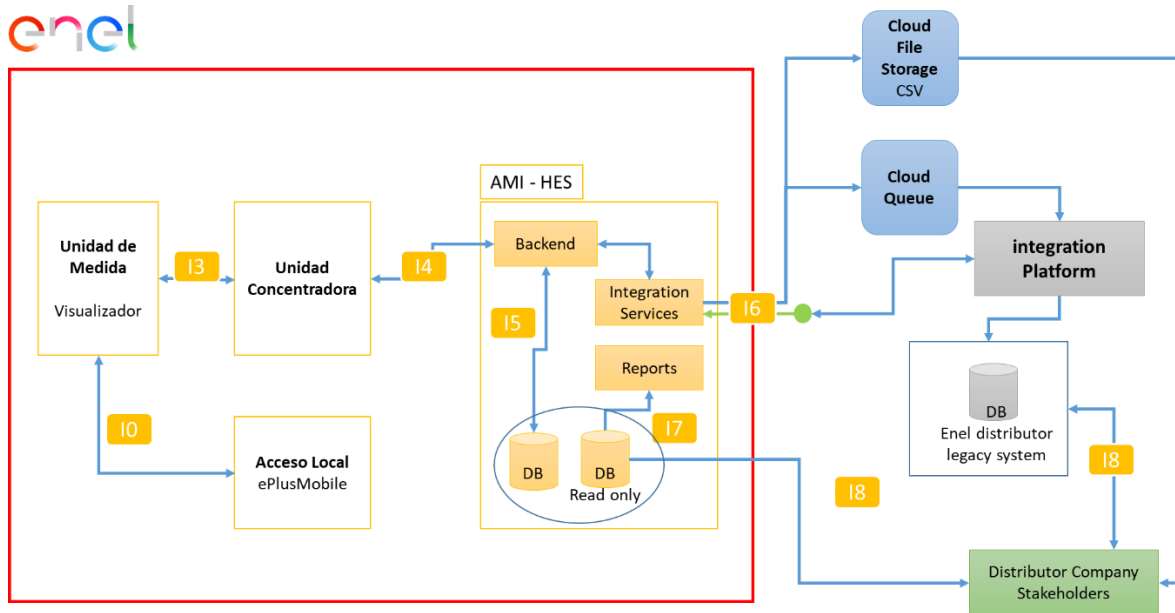 enel
Cloud
File
Storage
CSV
Cloud
Queue
AMI - HES
Unidad de
Medida
Visualizador
I3
Unidad
Concentradora
I4
Backend
integration
Platform
Integration
Services
I6
I5
Reports
I7
DB
DB
Read only
DB
Enel distributor
legacy system
I0
Acceso Local
ePlusMobile
I8
I8
Distributor Company
Stakeholders